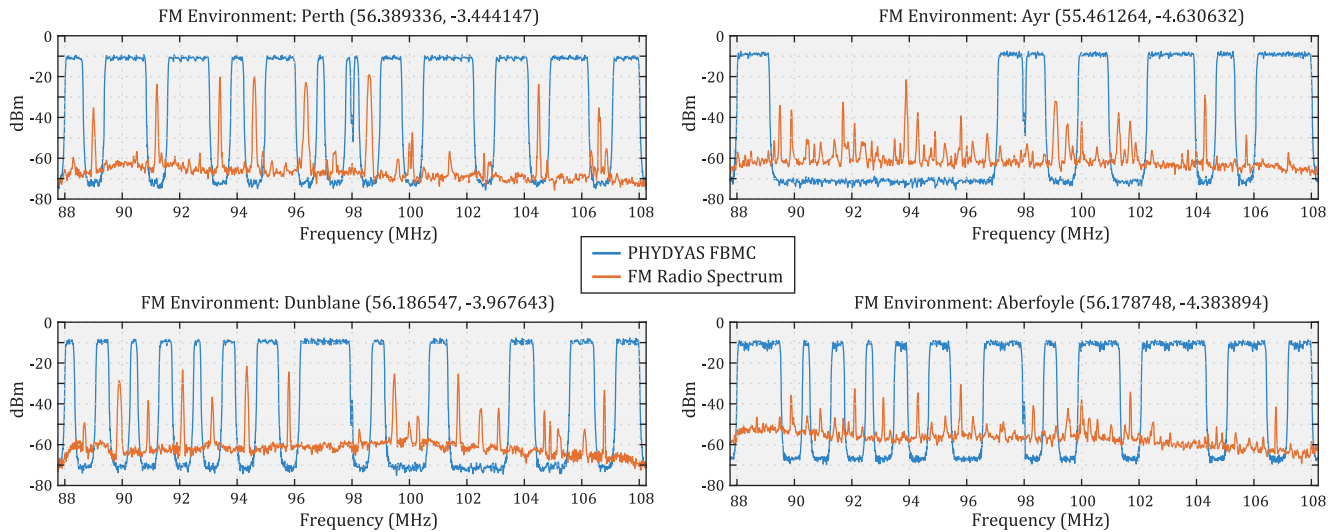 FM Environment: Perth (56.389336, -3.444147)
0
-20
-40
-60
-80
dBm
88 90 92 94 96 98 100 102 104 106 108
Frequency (MHz)
FM Environment: Ayr (55.461264, -4.630632)
0
-20
-40
-60
-80
dBm
88 90 92 94 96 98 100 102 104 106 108
Frequency (MHz)
PHYDYAS FBMC
FM Radio Spectrum
FM Environment: Dunblane (56.186547, -3.967643)
0
-20
-40
-60
-80
dBm
88 90 92 94 96 98 100 102 104 106 108
Frequency (MHz)
FM Environment: Aberfoyle (56.178748, -4.383894)
0
-20
-40
-60
-80
dBm
88 90 92 94 96 98 100 102 104 106 108
Frequency (MHz)